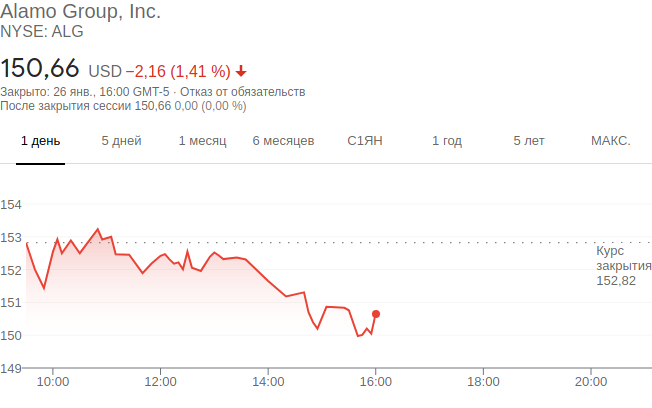 Alamo Group, Inc.
NYSE: ALG
150,66 USD −2,16 (1,41 %) ↓
Закрыто: 26 янв., 16:00 GMT-5 · Отказ от обязательств
После закрытия сессии 150,66 0,00 (0,00 %)
1 день 5 дней 1 месяц 6 месяцев С1ЯН 1 год 5 лет МАКС.
154
153
Курс
закрытия
152,82
152
151
150
149
10:00 12:00 14:00 16:00 18:00 20:00